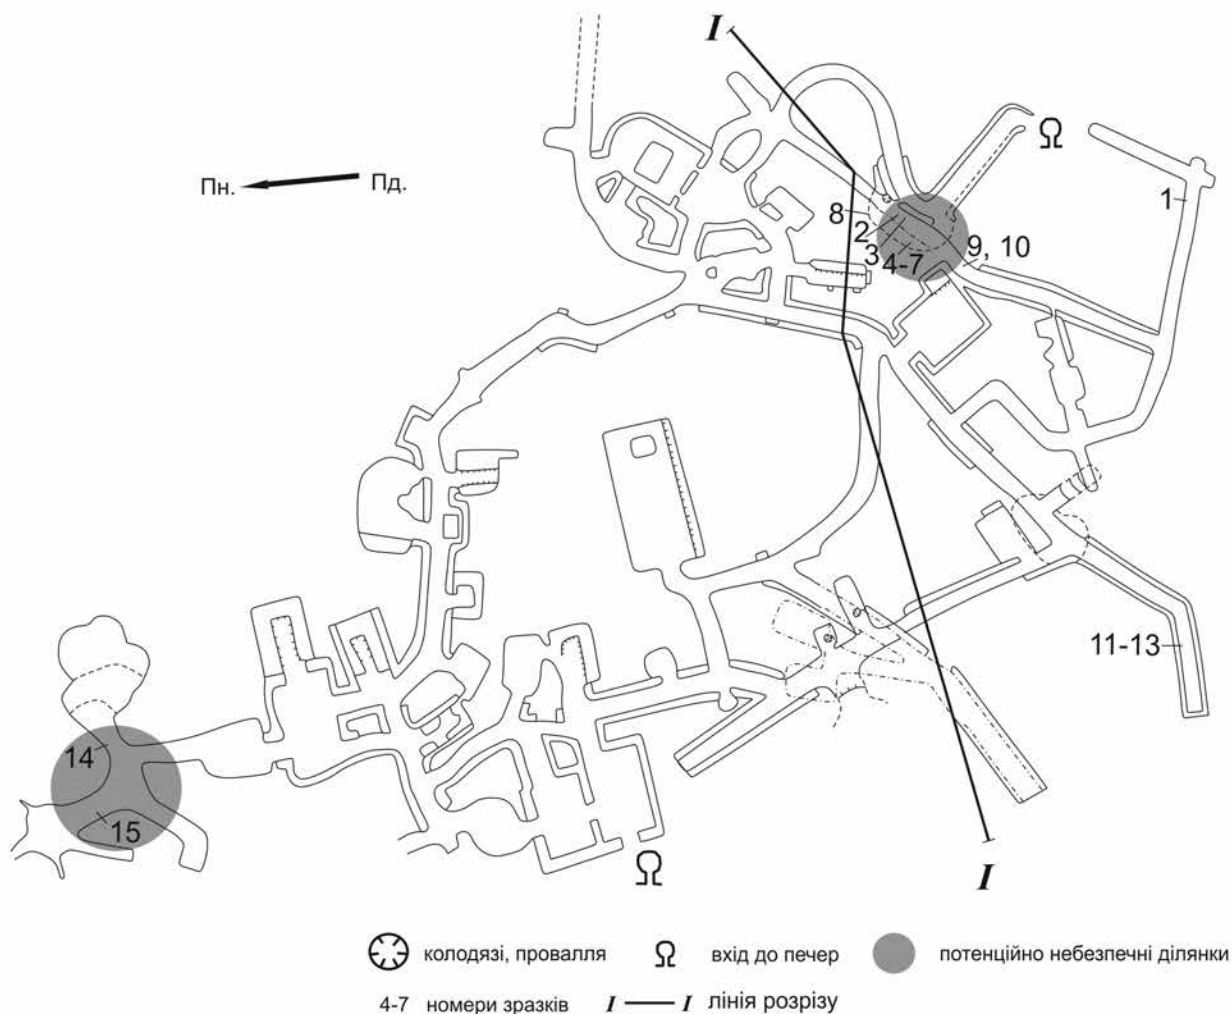 I
Ω
Пн.
Пд.
1
8
2
3
4-7
9, 10
11-13
14
15
Ω
I
колодязі, провалля
Ω вхід до печер
потенційно небезпечні ділянки
4-7 номери зразків
I — I лінія розрізу